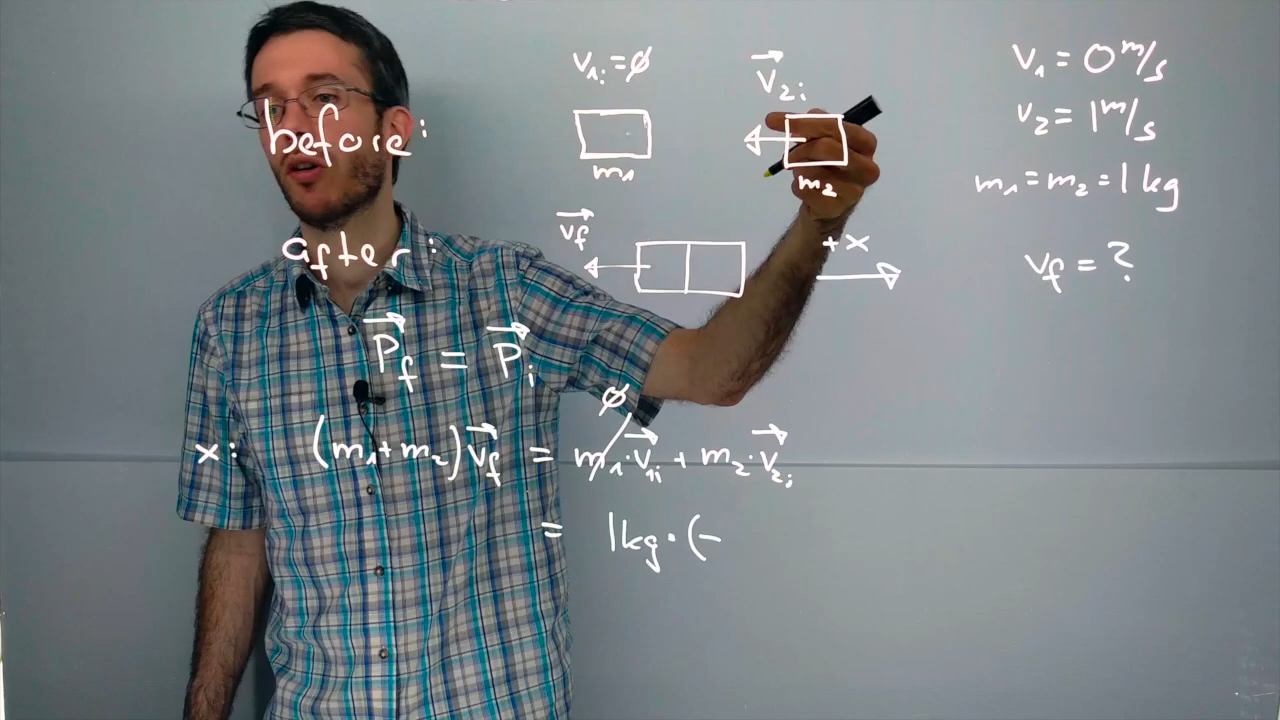 before:
v₁ᵢ = ∅
v⃗₂ᵢ
m₁
m₂
after:
v⃗f
+x
P⃗f = P⃗ᵢ
x: (m₁+m₂)v⃗f = m₁·v⃗₁ᵢ + m₂·v⃗₂ᵢ
∅
= 1kg·(-
v₁ = 0 m/s
v₂ = 1 m/s
m₁ = m₂ = 1 kg
vf = ?